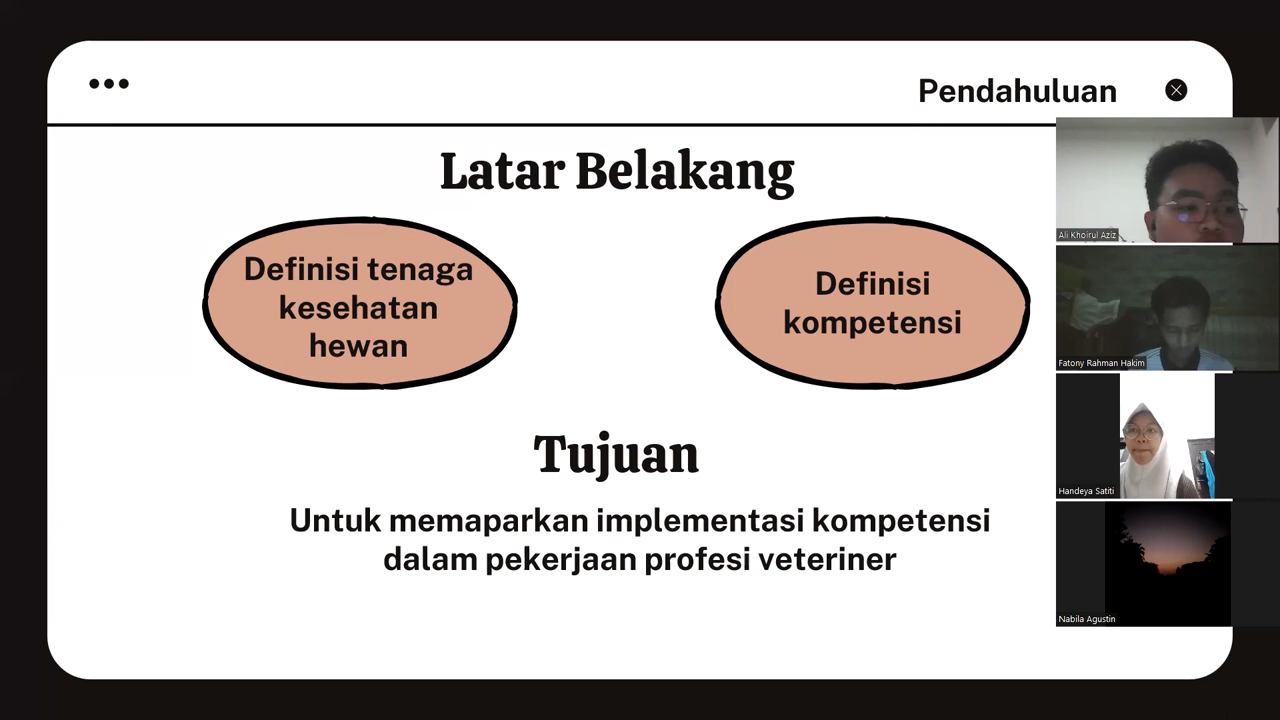 Pendahuluan
Latar Belakang
Definisi tenaga
kesehatan
hewan
Definisi
kompetensi
Tujuan
Untuk memaparkan implementasi kompetensi
dalam pekerjaan profesi veteriner
Ali Khoirul Aziz
Fatony Rahman Hakim
Handeya Satiti
Nabila Agustin